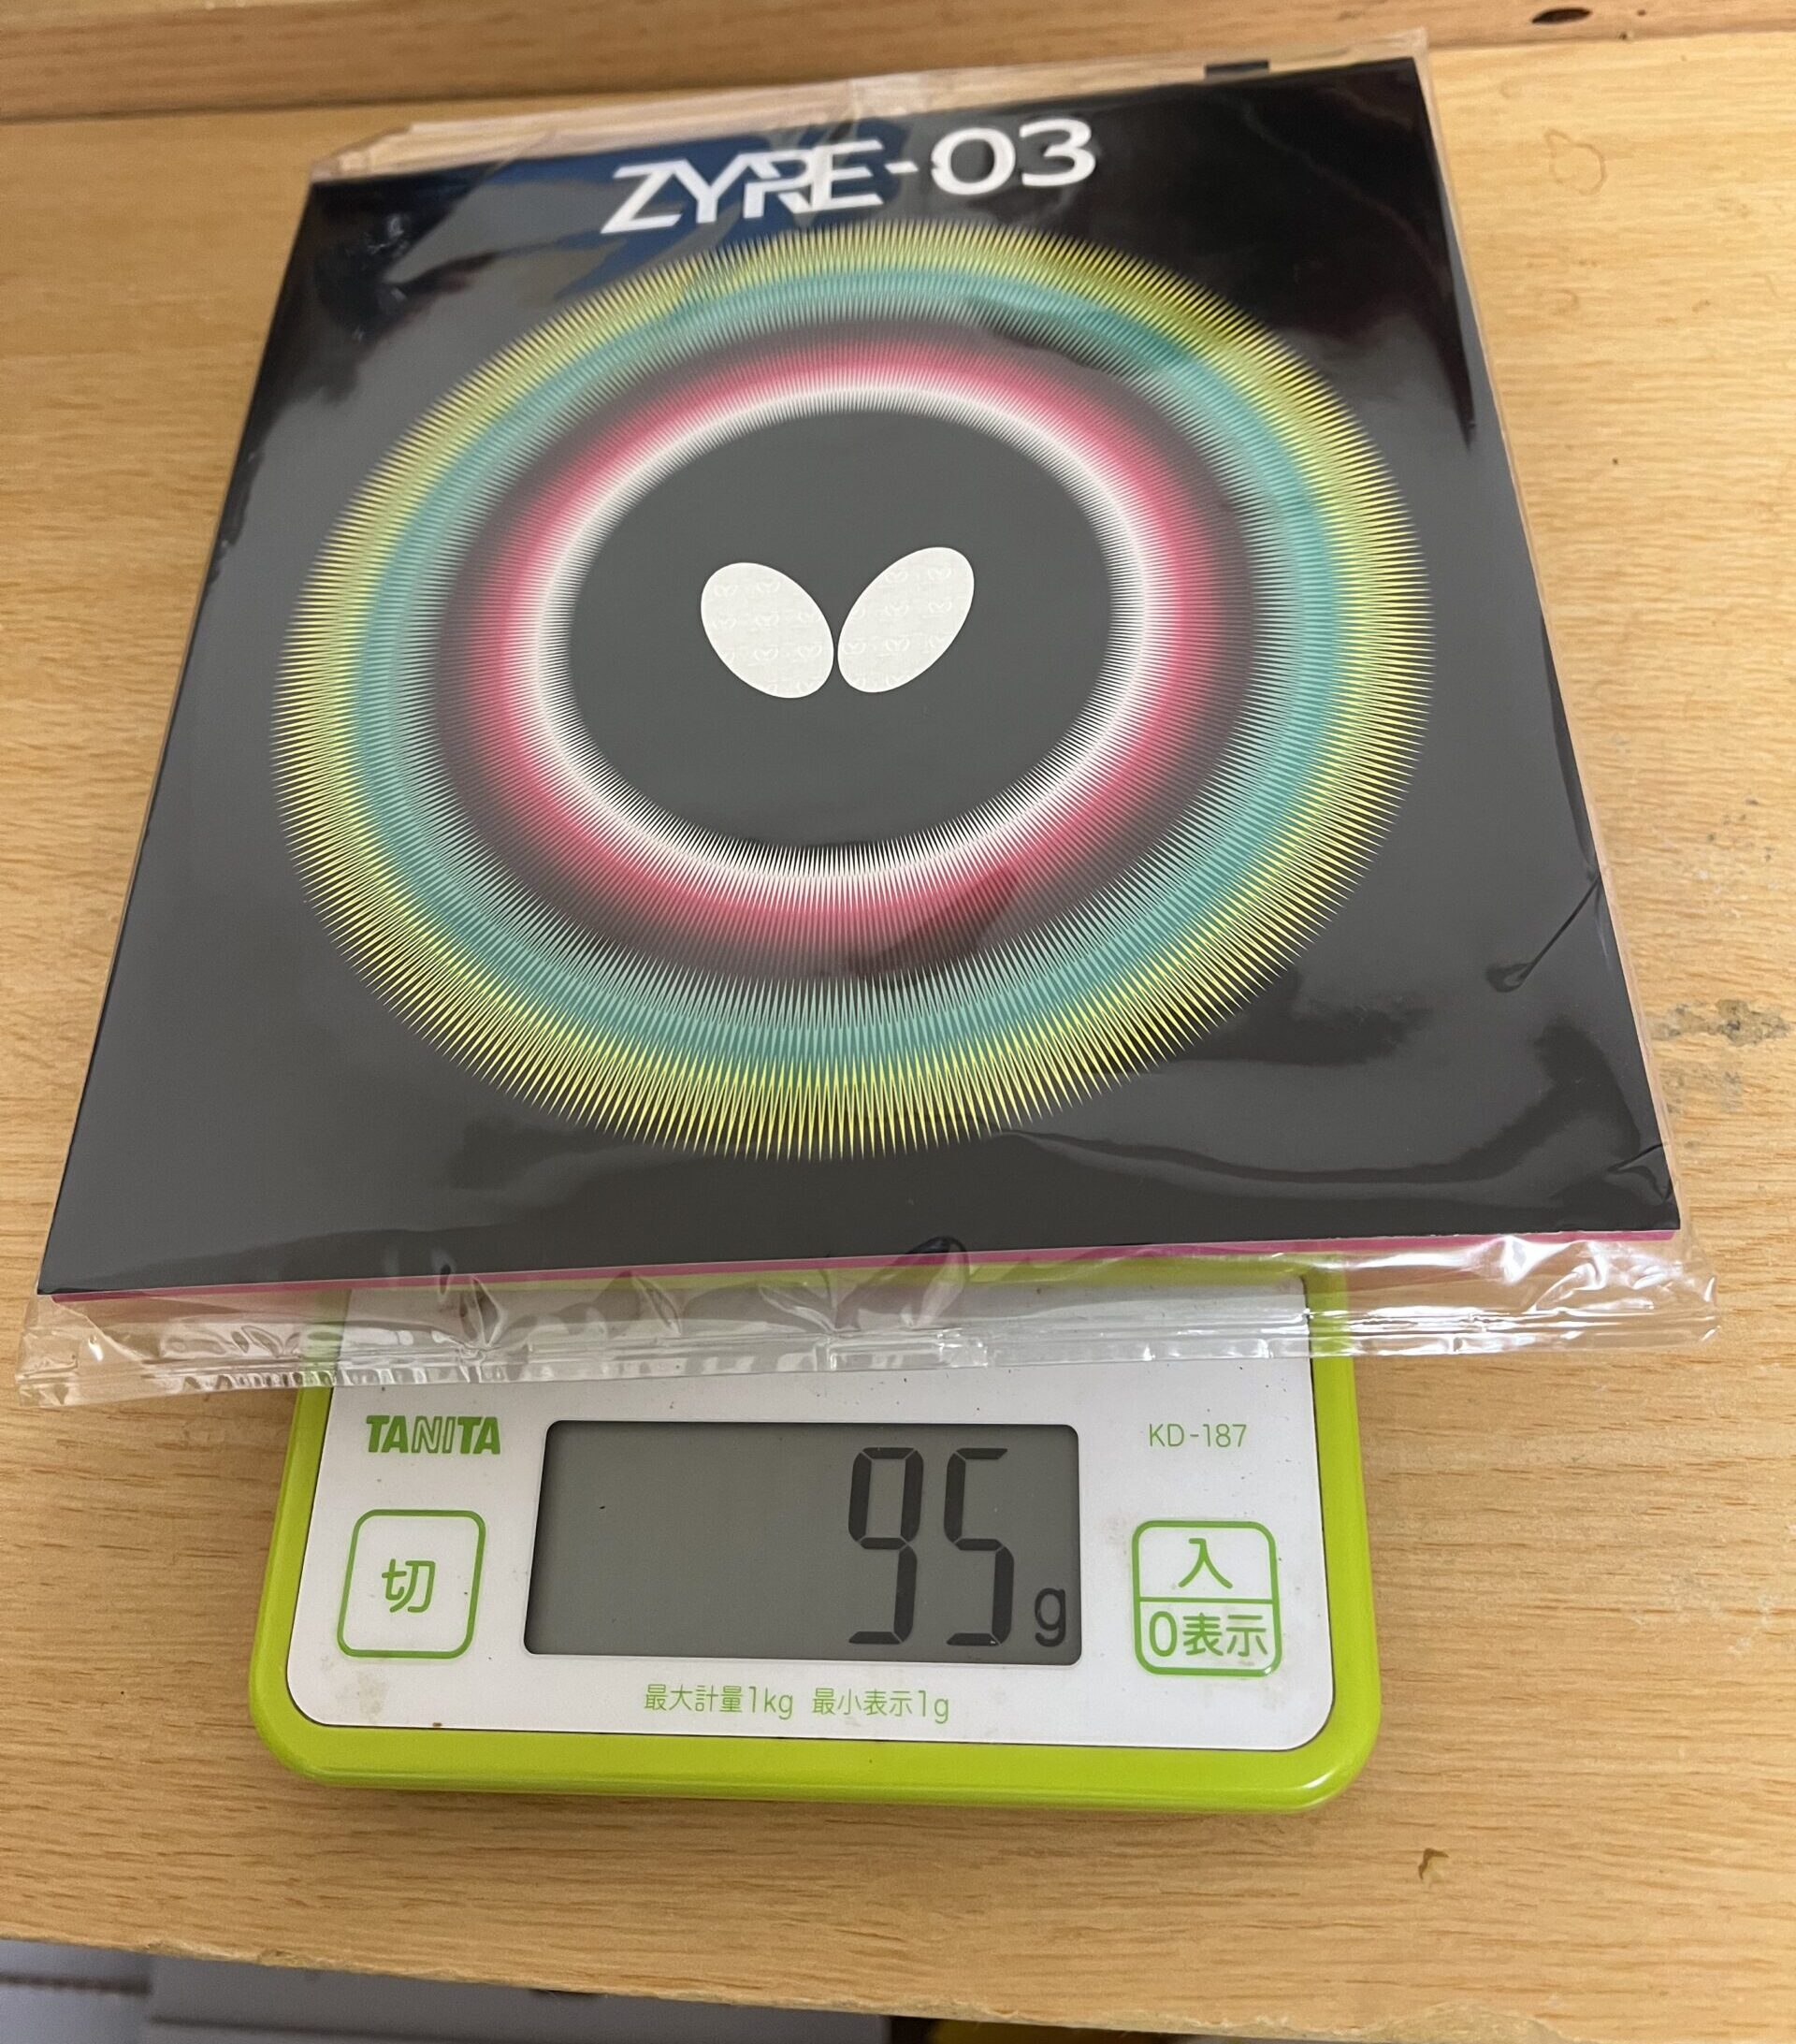 ZYRE-03
TANITA
KD-187
95g
切
入
0表示
最大計量1kg 最小表示1g